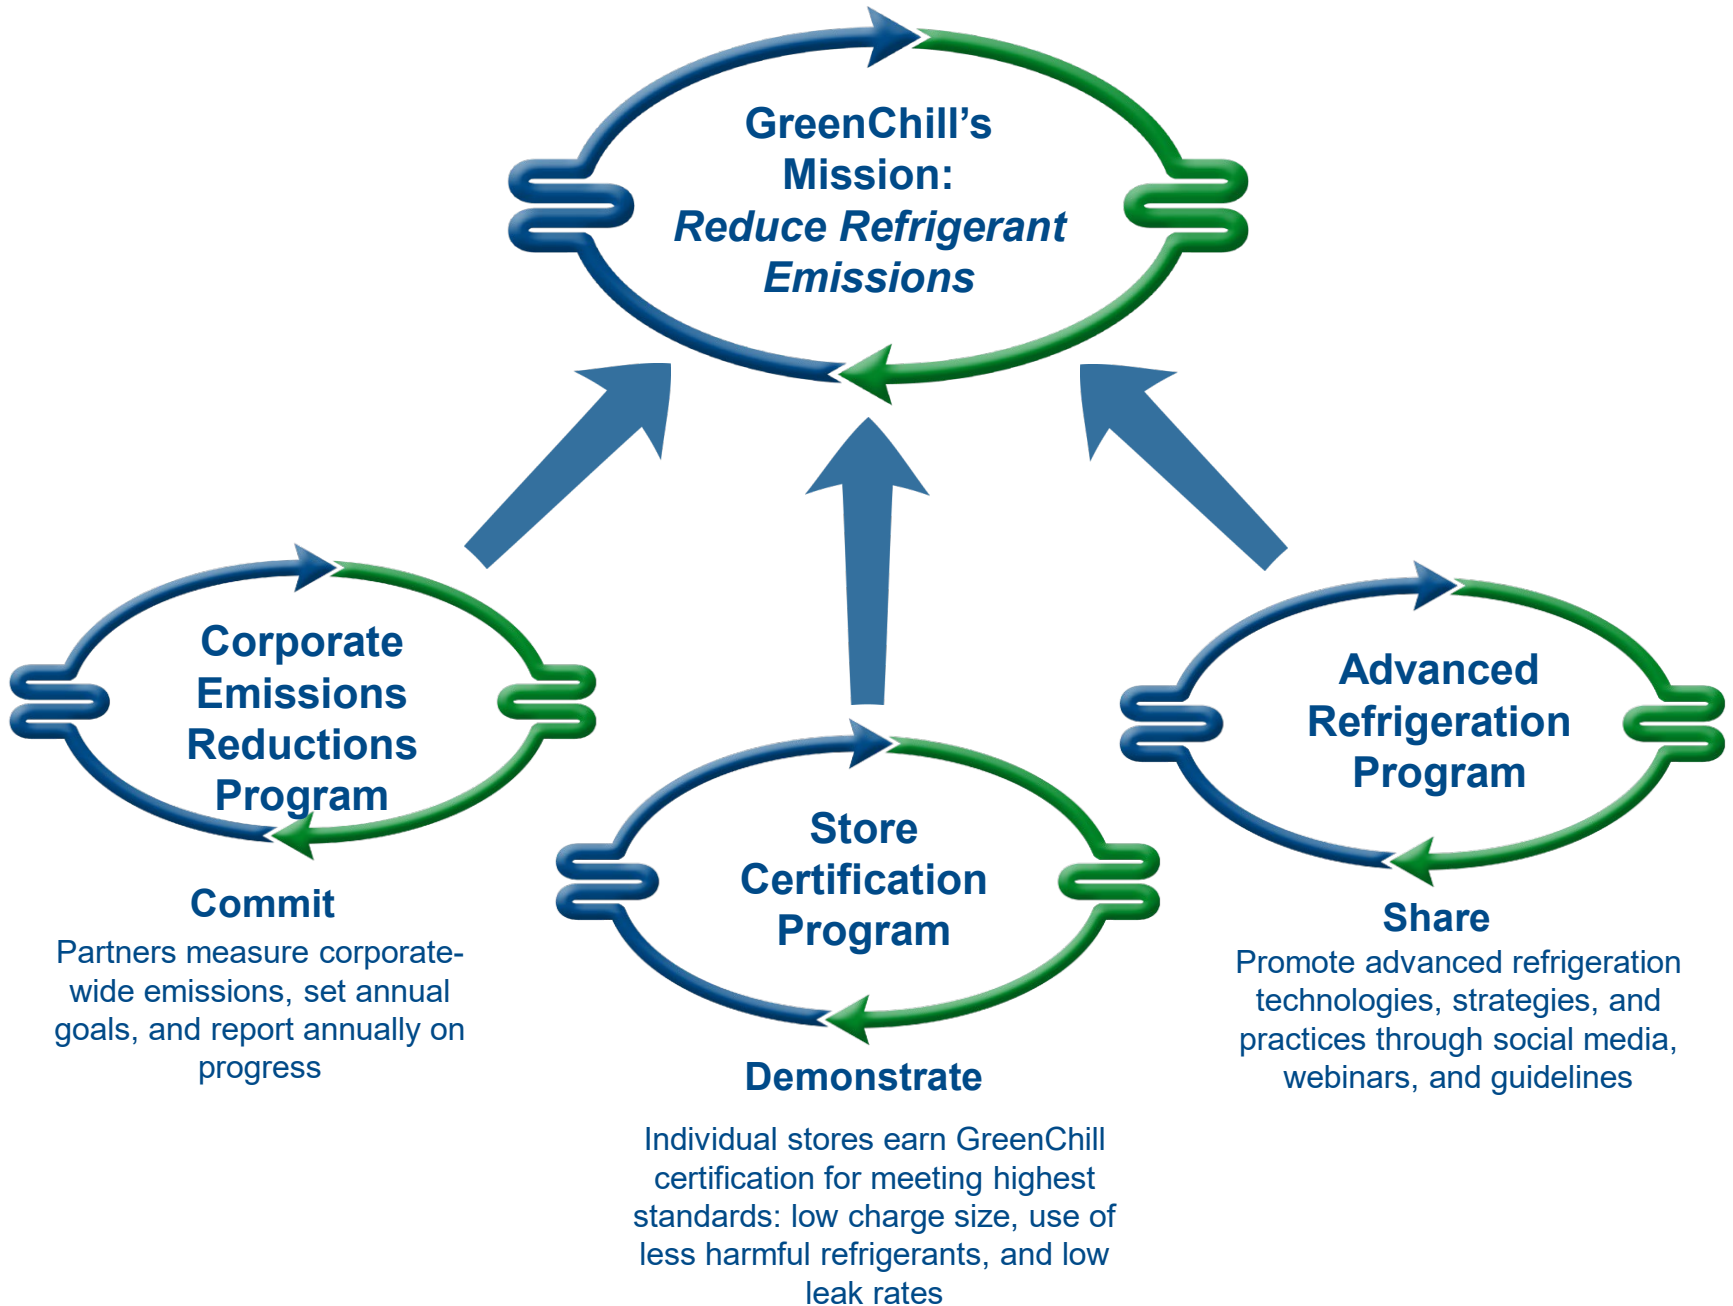 GreenChill’s
Mission:
Reduce Refrigerant
Emissions
Corporate
Emissions
Reductions
Program
Commit
Partners measure corporate-
wide emissions, set annual
goals, and report annually on
progress
Store
Certification
Program
Demonstrate
Individual stores earn GreenChill
certification for meeting highest
standards: low charge size, use of
less harmful refrigerants, and low
leak rates
Advanced
Refrigeration
Program
Share
Promote advanced refrigeration
technologies, strategies, and
practices through social media,
webinars, and guidelines